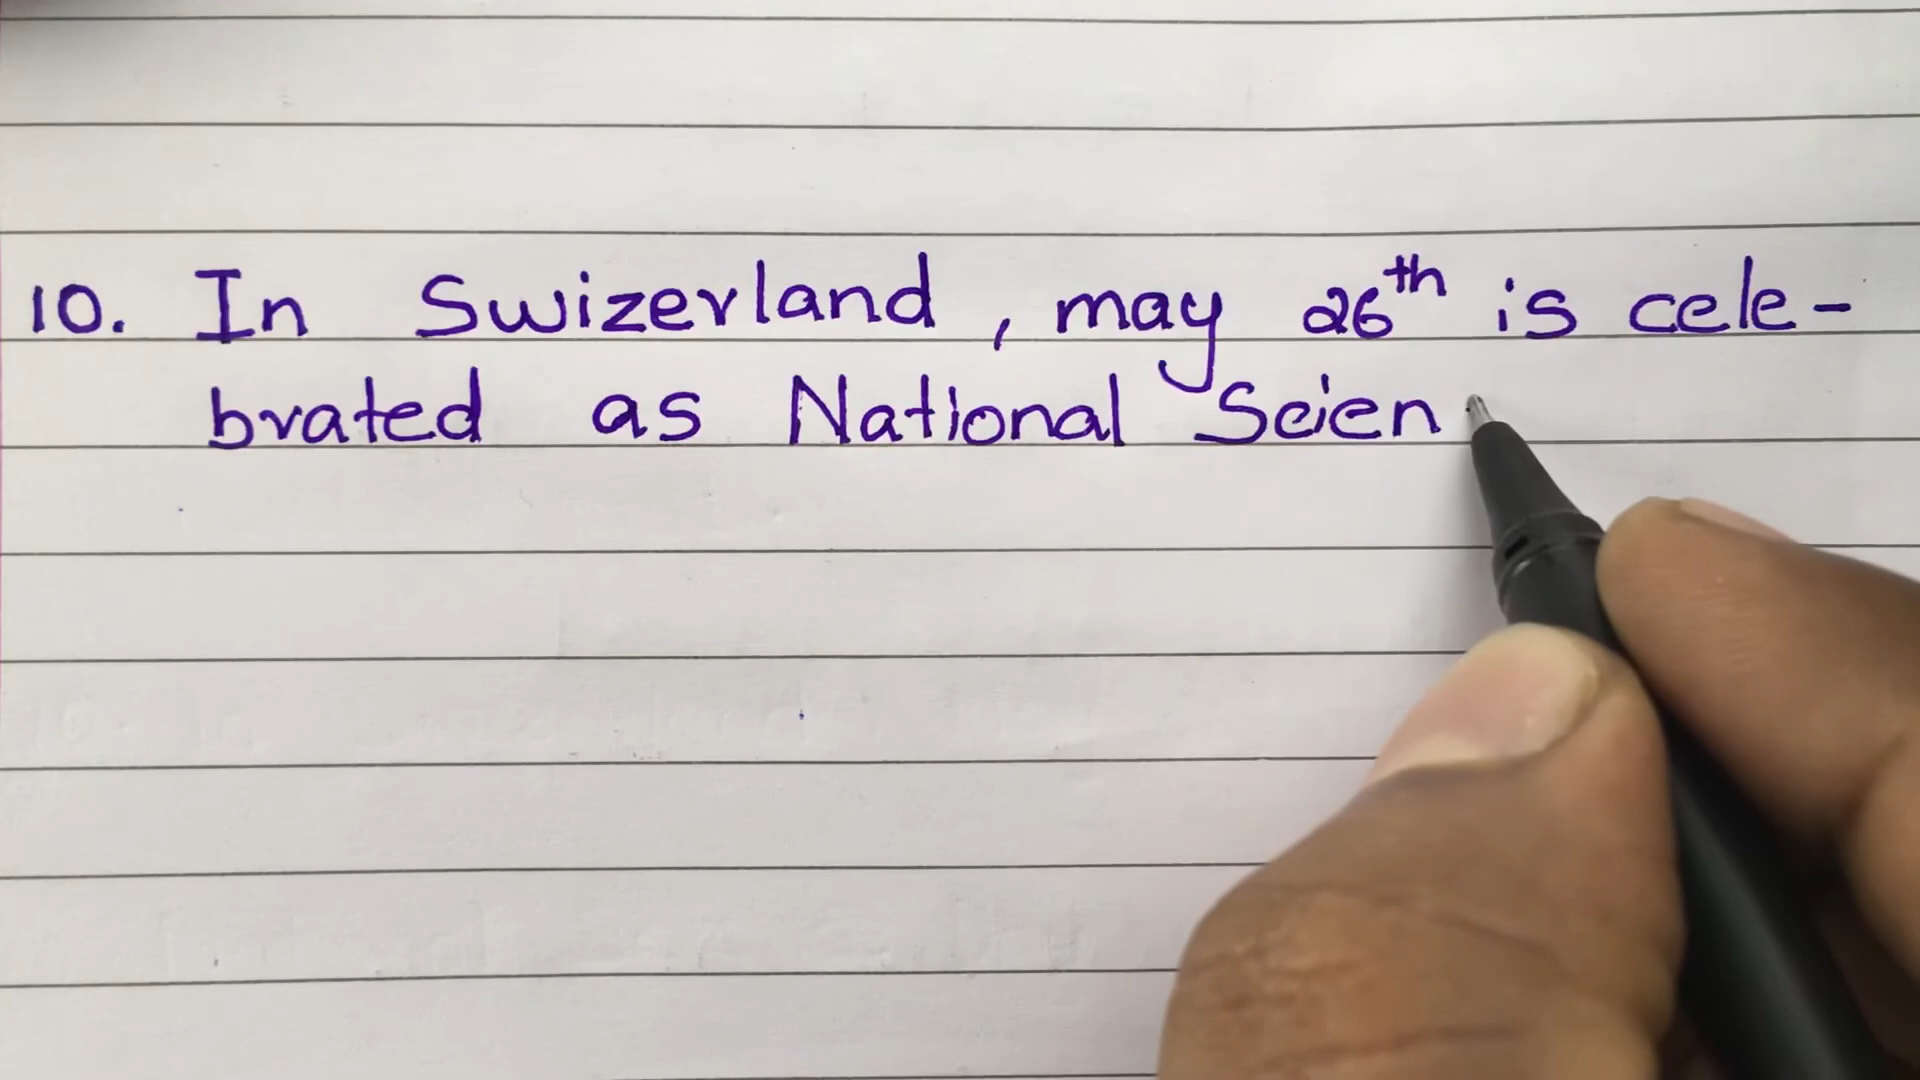 10. In Swizerland, may 26th is cele-
brated as National Scien